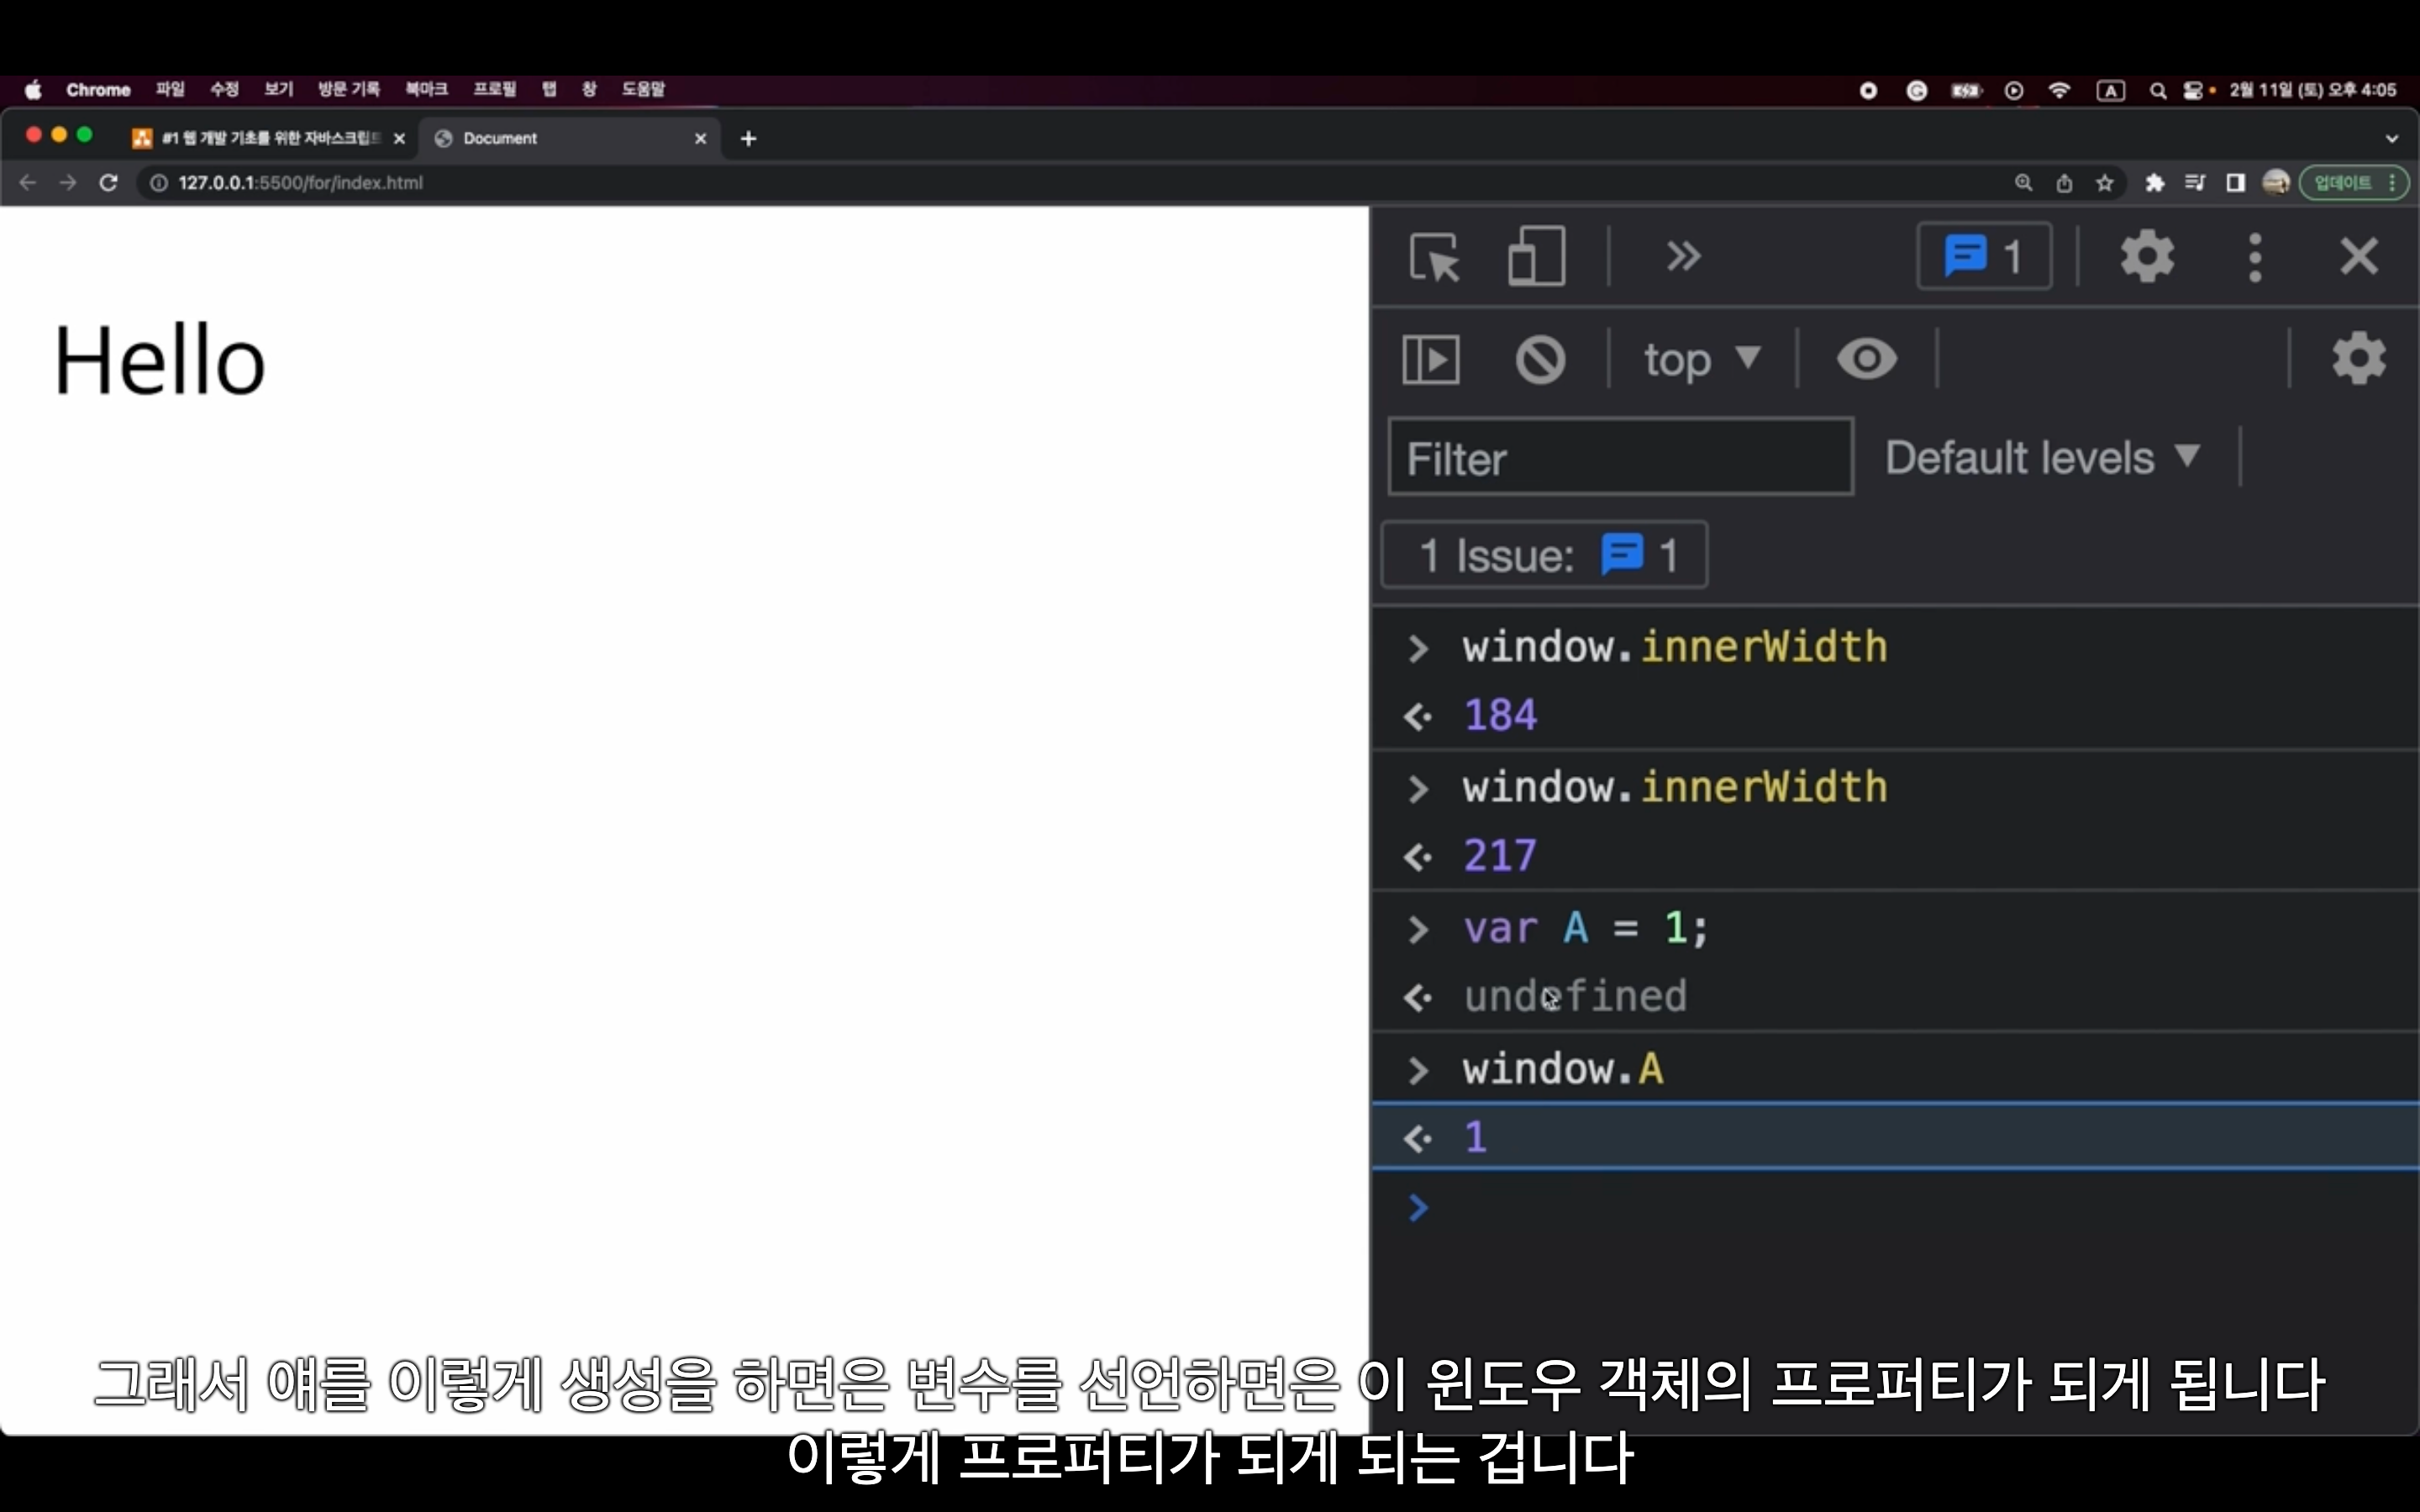 Chrome 파일 수정 보기 방문 기록 북마크 프로필 탭 창 도움말 A 2월 11일 (토) 오후 4:05
#1 웹 개발 기초를 위한 자바스크립트 Document
127.0.0.1:5500/for/index.html 업데이트
Hello
1
top
Filter Default levels
1 Issue: 1
> window.innerWidth
184
> window.innerWidth
217
> var A = 1;
undefined
> window.A
1
>
그래서 얘를 이렇게 생성을 하면은 변수를 선언하면은 이 윈도우 객체의 프로퍼티가 되게 됩니다
이렇게 프로퍼티가 되게 되는 겁니다